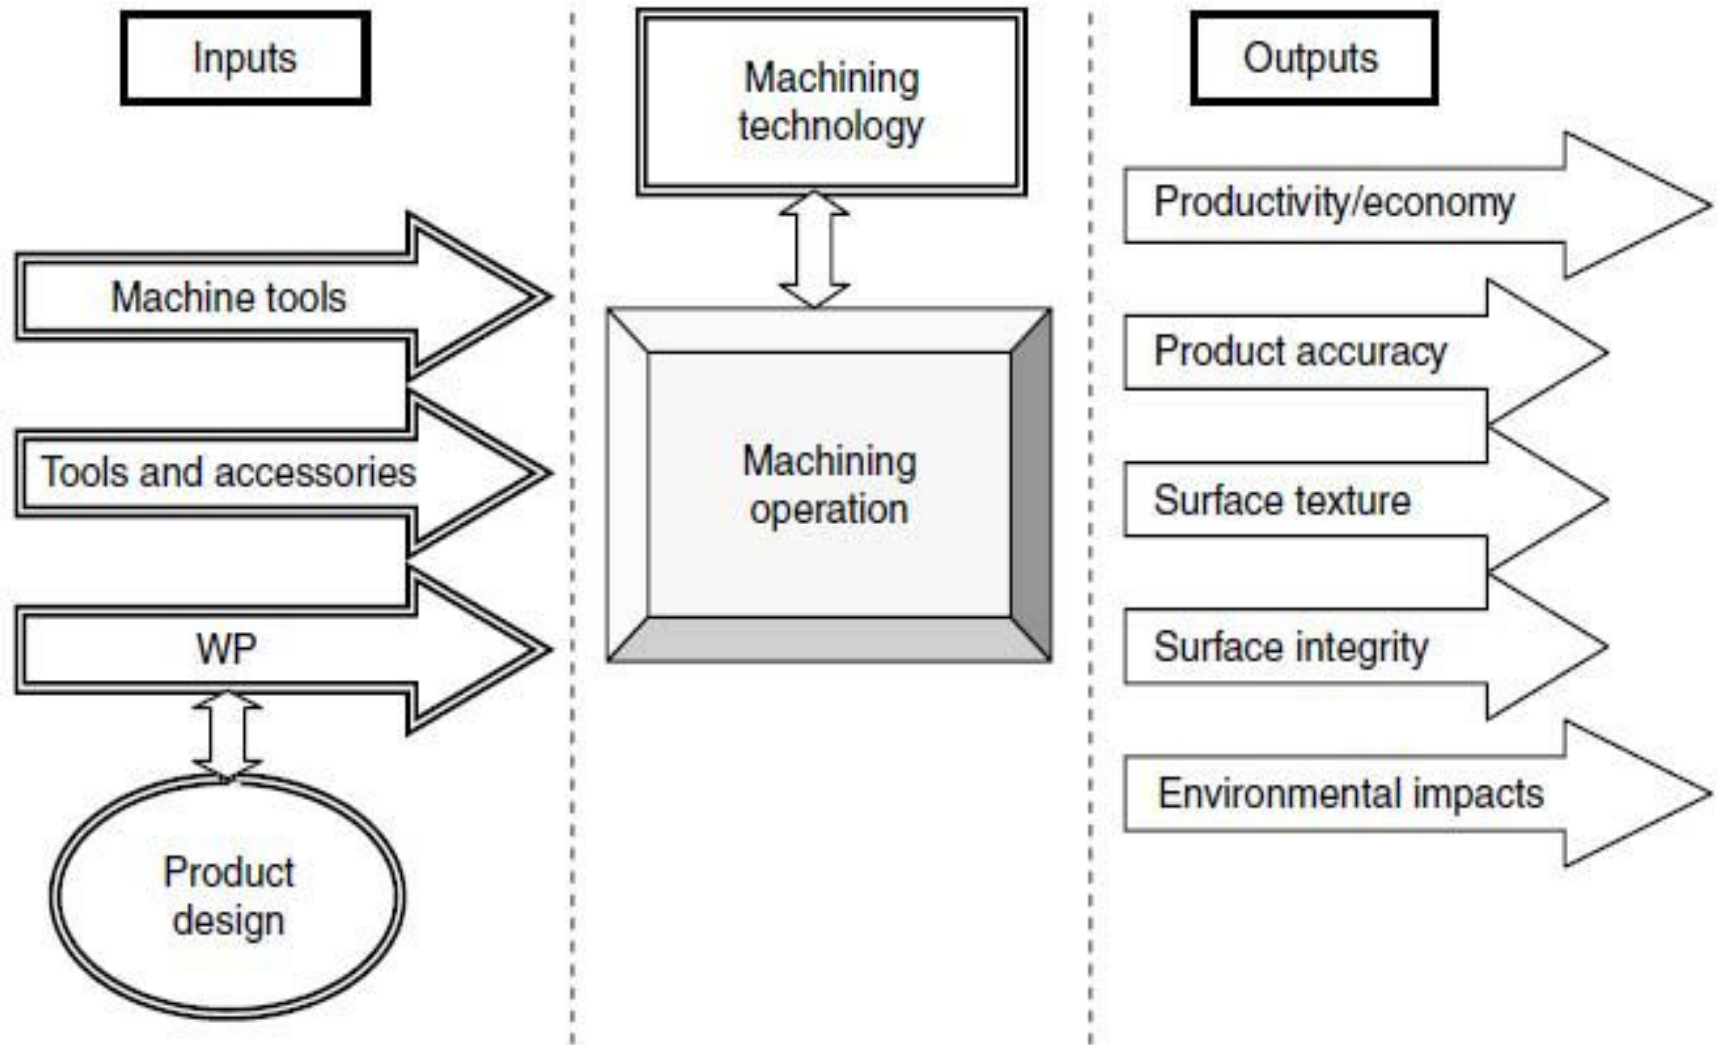 Inputs
Machine tools
Tools and accessories
WP
Product
design
Machining
technology
Machining
operation
Outputs
Productivity/economy
Product accuracy
Surface texture
Surface integrity
Environmental impacts